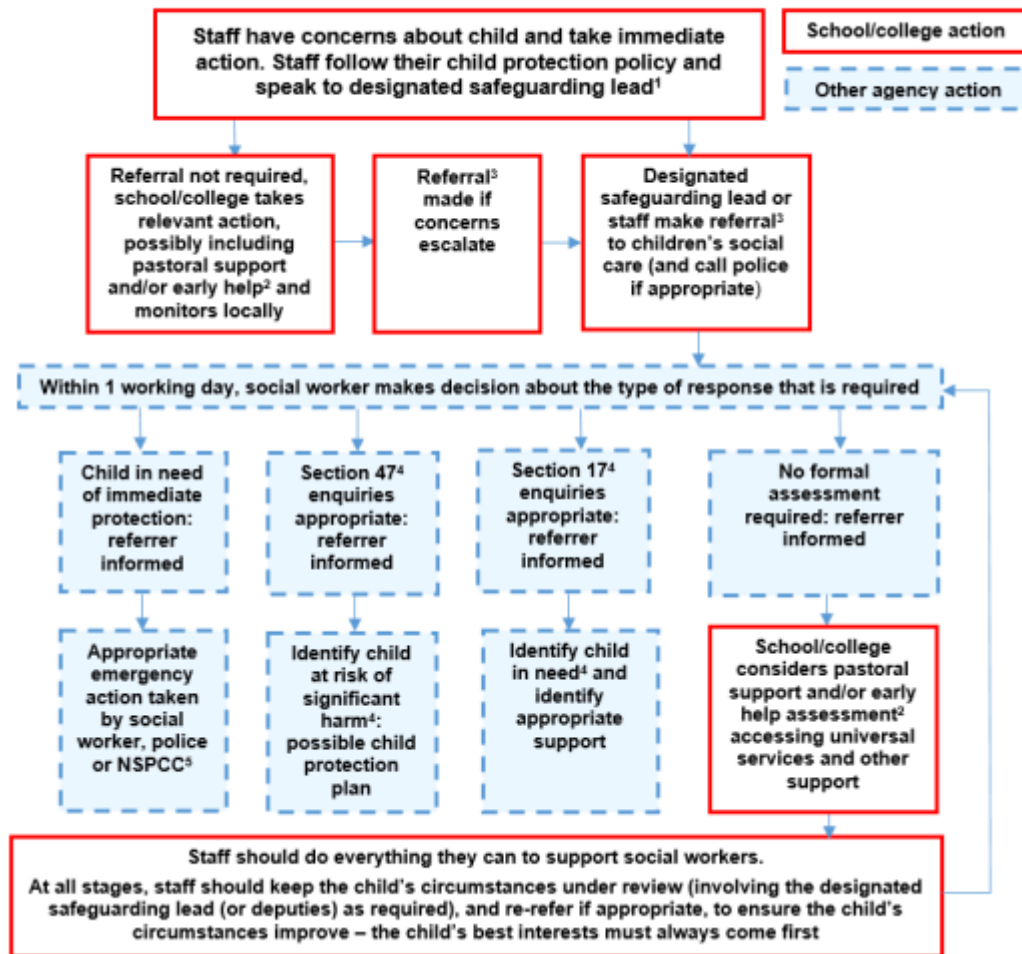 Staff have concerns about child and take immediate
action. Staff follow their child protection policy and
speak to designated safeguarding lead¹
School/college action
Other agency action
Referral not required,
school/college takes
relevant action,
possibly including
pastoral support
and/or early help² and
monitors locally
Referral³
made if
concerns
escalate
Designated
safeguarding lead or
staff make referral³
to children's social
care (and call police
if appropriate)
Within 1 working day, social worker makes decision about the type of response that is required
Child in need
of immediate
protection:
referrer
informed
Section 47⁴
enquiries
appropriate:
referrer
informed
Section 17⁴
enquiries
appropriate:
referrer
informed
No formal
assessment
required: referrer
informed
Appropriate
emergency
action taken
by social
worker, police
or NSPCC⁵
Identify child
at risk of
significant
harm⁴:
possible child
protection
plan
Identify child
in need⁴ and
identify
appropriate
support
School/college
considers pastoral
support and/or early
help assessment²
accessing universal
services and other
support
Staff should do everything they can to support social workers.
At all stages, staff should keep the child's circumstances under review (involving the designated
safeguarding lead (or deputies) as required), and re-refer if appropriate, to ensure the child's
circumstances improve – the child's best interests must always come first